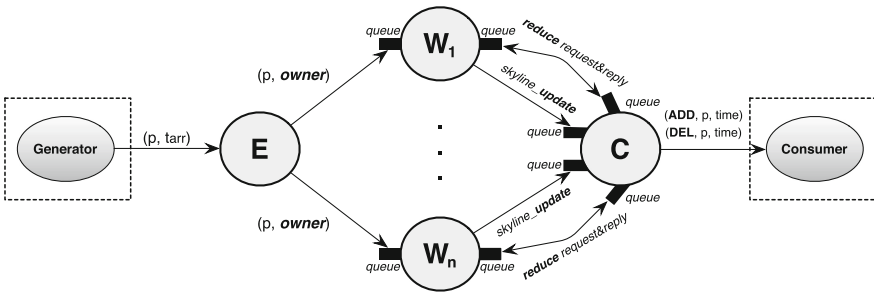 Generator
(p, tarr)
E
(p, owner)
(p, owner)
queue
W1
queue
reduce request&reply
skyline_update
queue
queue
queue
C
queue
skyline_update
queue
Wn
queue
reduce request&reply
(ADD, p, time)
(DEL, p, time)
Consumer